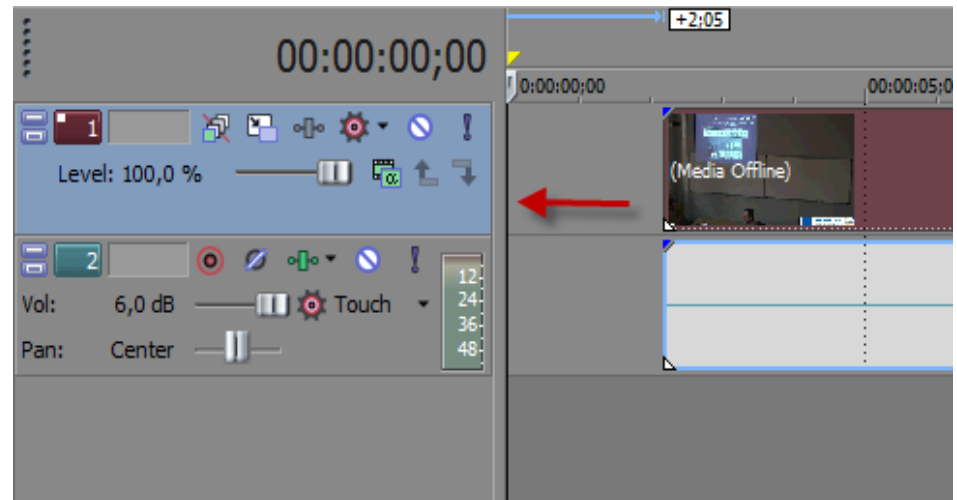 +2;05
00:00:00;00
0:00:00;00
00:00:05;0
1
Level: 100,0 %
(Media Offline)
2
12
24
36
48
Vol: 6,0 dB
Touch
Pan: Center